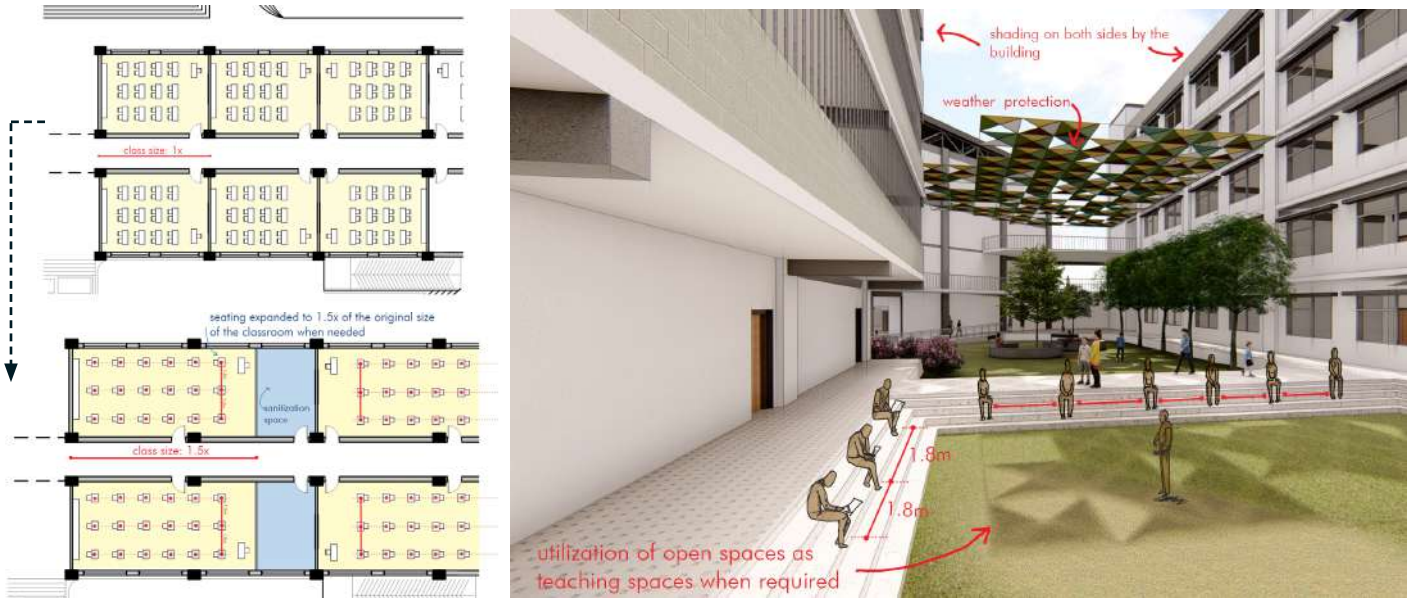 class size: 1x
seating expanded to 1.5x of the original size
of the classroom when needed
sanilization
space
class size: 1.5x
shading on both sides by the
building
weather protection
1.8m
1.8m
utilization of open spaces as
teaching spaces when required